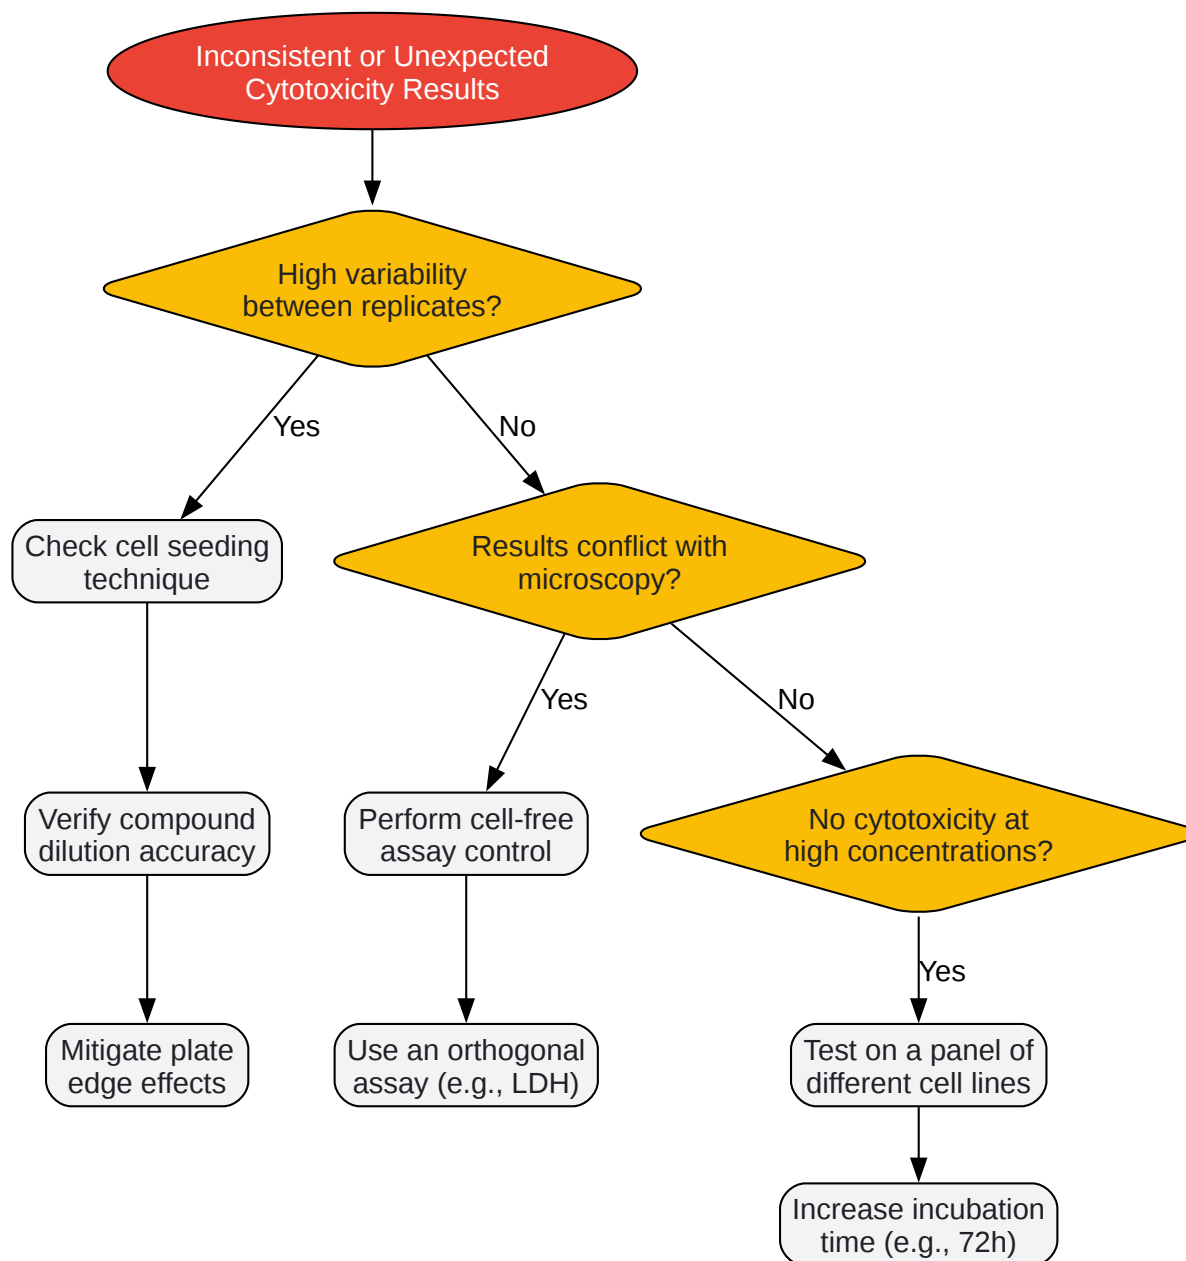 Inconsistent or Unexpected
Cytotoxicity Results
High variability
between replicates?
Yes
No
Check cell seeding
technique
Results conflict with
microscopy?
Yes
No
Verify compound
dilution accuracy
Perform cell-free
assay control
No cytotoxicity at
high concentrations?
Yes
Mitigate plate
edge effects
Use an orthogonal
assay (e.g., LDH)
Test on a panel of
different cell lines
Increase incubation
time (e.g., 72h)